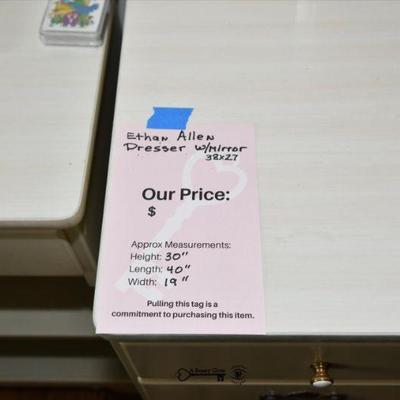 Ethan Allen
Dresser w/Mirror
38x27
Our Price:
$
Approx Measurements:
Height: 30"
Length: 40"
Width: 19"
Pulling this tag is a
commitment to purchasing this item.